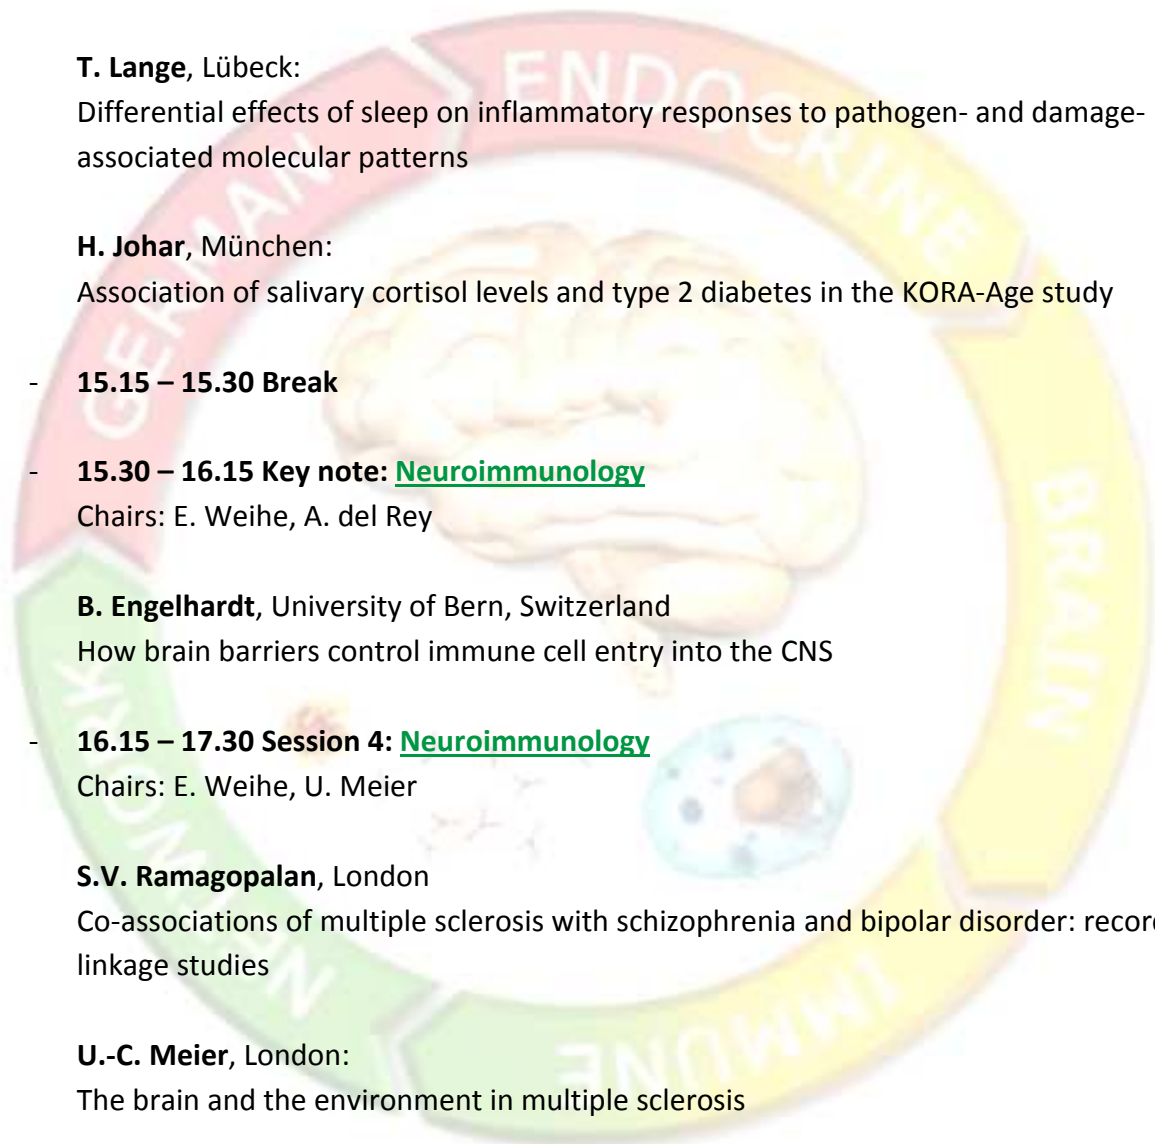 T. Lange, Lübeck:
Differential effects of sleep on inflammatory responses to pathogen- and damage-
associated molecular patterns
H. Johar, München:
Association of salivary cortisol levels and type 2 diabetes in the KORA-Age study
- 15.15 – 15.30 Break
- 15.30 – 16.15 Key note: Neuroimmunology
Chairs: E. Weihe, A. del Rey
B. Engelhardt, University of Bern, Switzerland
How brain barriers control immune cell entry into the CNS
- 16.15 – 17.30 Session 4: Neuroimmunology
Chairs: E. Weihe, U. Meier
S.V. Ramagopalan, London
Co-associations of multiple sclerosis with schizophrenia and bipolar disorder: record
linkage studies
U.-C. Meier, London:
The brain and the environment in multiple sclerosis
GERMAN
ENDOCRINE
BRAIN
IMMUNE
NETWORK